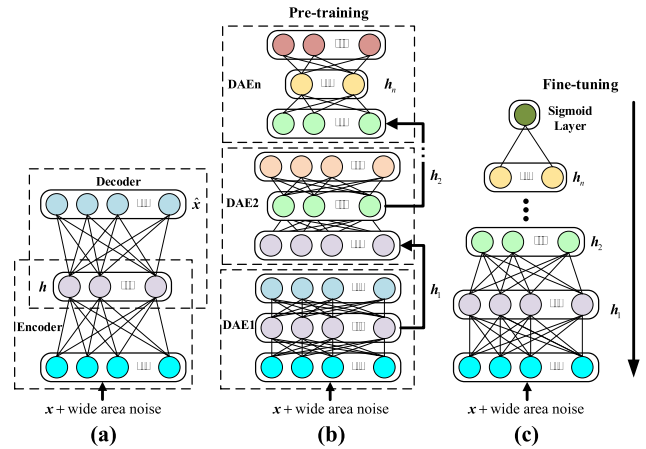 Pre-training
DAEn
h_n
Fine-tuning
Sigmoid
Layer
h_n
Decoder
x̂
DAE2
h_2
h_2
h
h_1
h_1
Encoder
DAE1
x + wide area noise
x + wide area noise
x + wide area noise
(a)
(b)
(c)